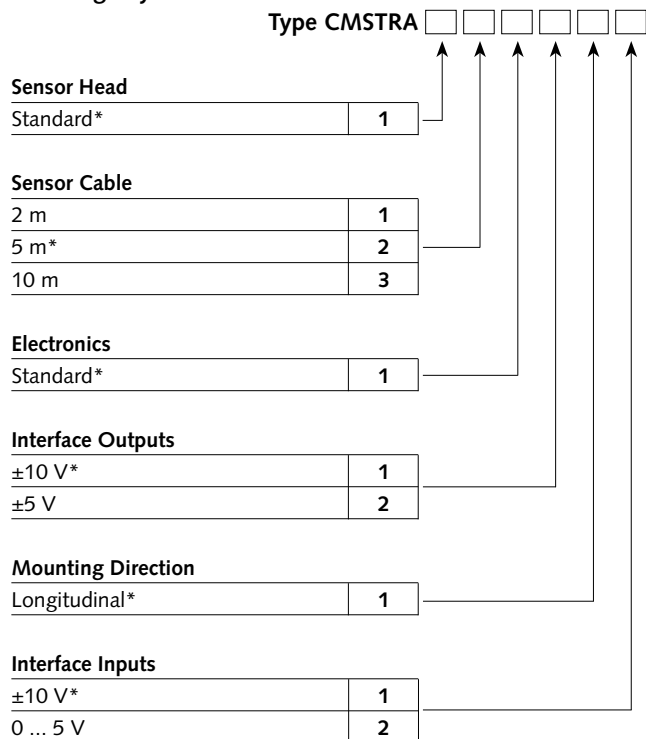 Type CMSTRA
Sensor Head
Standard* 1
Sensor Cable
2 m 1
5 m* 2
10 m 3
Electronics
Standard* 1
Interface Outputs
±10 V* 1
±5 V 2
Mounting Direction
Longitudinal* 1
Interface Inputs
±10 V* 1
0 ... 5 V 2